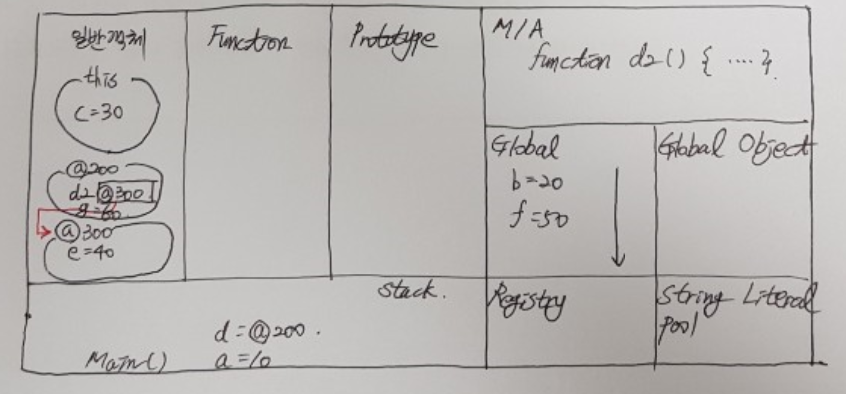 일반객체
this
C=30
@200
d2 @300
g=60
@300
e=40
Function
Prototype
M/A
function d2() { .... }
Global
b=20
f=50
Global Object
Stack.
d=@200.
Main()
a=10
Registry
String Literal
Pool